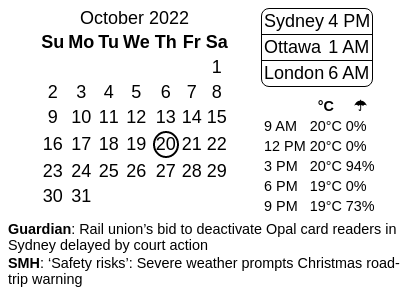 October 2022
Su Mo Tu We Th Fr Sa
1
2 3 4 5 6 7 8
9 10 11 12 13 14 15
16 17 18 19 20 21 22
23 24 25 26 27 28 29
30 31
Sydney 4 PM
Ottawa 1 AM
London 6 AM
°C ☂
9 AM 20°C 0%
12 PM 20°C 0%
3 PM 20°C 94%
6 PM 19°C 0%
9 PM 19°C 73%
Guardian: Rail union’s bid to deactivate Opal card readers in
Sydney delayed by court action
SMH: ‘Safety risks’: Severe weather prompts Christmas road-
trip warning